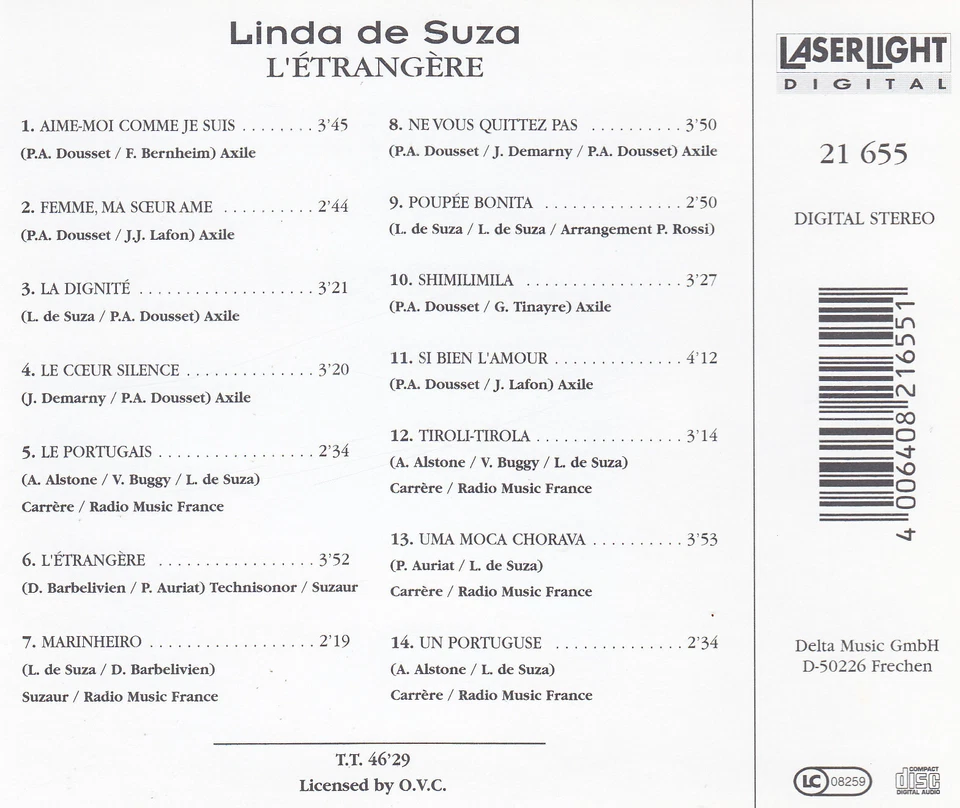 Linda de Suza
L'ÉTRANGÈRE
1. AIME-MOI COMME JE SUIS ........ 3'45
(P.A. Dousset / F. Bernheim) Axile
2. FEMME, MA SŒUR AME .......... 2'44
(P.A. Dousset / J.J. Lafon) Axile
3. LA DIGNITÉ ................... 3'21
(L. de Suza / P.A. Dousset) Axile
4. LE CŒUR SILENCE .............. 3'20
(J. Demarny / P.A. Dousset) Axile
5. LE PORTUGAIS ................. 2'34
(A. Alstone / V. Buggy / L. de Suza)
Carrère / Radio Music France
6. L'ÉTRANGÈRE ................. 3'52
(D. Barbelivien / P. Auriat) Technisonor / Suzaur
7. MARINHEIRO .................. 2'19
(L. de Suza / D. Barbelivien)
Suzaur / Radio Music France
8. NE VOUS QUITTEZ PAS .......... 3'50
(P.A. Dousset / J. Demarny / P.A. Dousset) Axile
9. POUPÉE BONITA ............... 2'50
(L. de Suza / L. de Suza / Arrangement P. Rossi)
10. SHIMILIMILA ................. 3'27
(P.A. Dousset / G. Tinayre) Axile
11. SI BIEN L'AMOUR .............. 4'12
(P.A. Dousset / J. Lafon) Axile
12. TIROLI-TIROLA ................ 3'14
(A. Alstone / V. Buggy / L. de Suza)
Carrère / Radio Music France
13. UMA MOCA CHORAVA .......... 3'53
(P. Auriat / L. de Suza)
Carrère / Radio Music France
14. UN PORTUGUSE .............. 2'34
(A. Alstone / L. de Suza)
Carrère / Radio Music France
T.T. 46'29
Licensed by O.V.C.
LASERLIGHT
DIGITAL
21 655
DIGITAL STEREO
4 006408 216551
Delta Music GmbH
D-50226 Frechen
LC 08259
COMPACT
disc
DIGITAL AUDIO